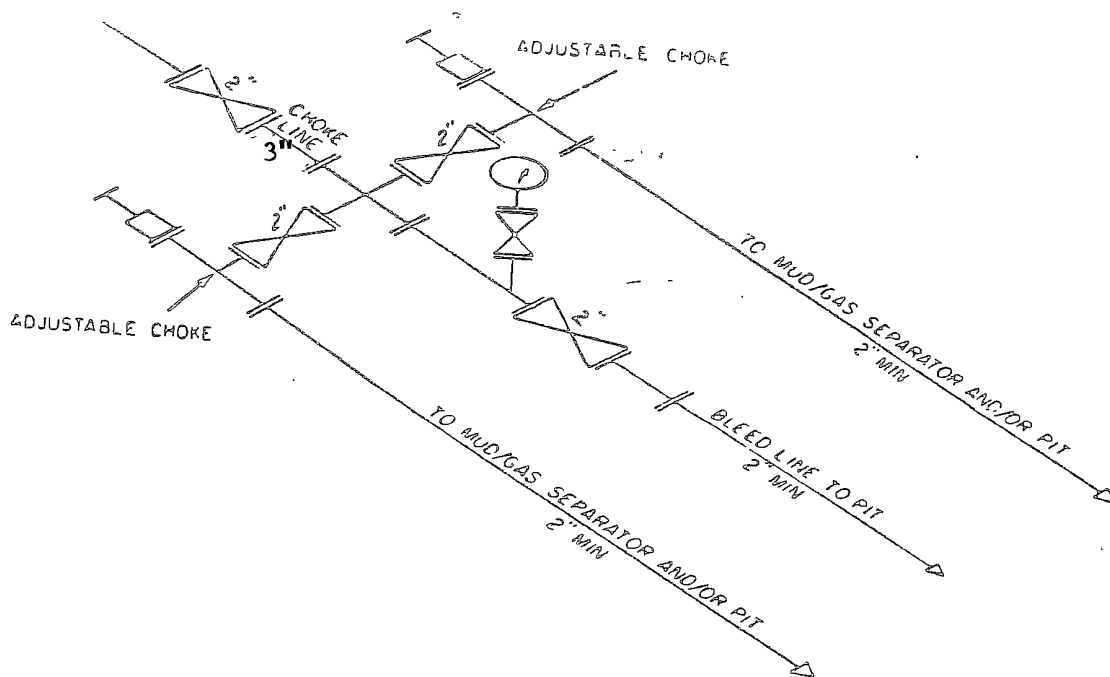 ADJUSTABLE CHOKE
2"
CHOKE
LINE
3"
2"
2"
ADJUSTABLE CHOKE
2"
TO MUD/GAS SEPARATOR AND/OR PIT
2" MIN
BLEED LINE TO PIT
2" MIN
TO MUD/GAS SEPARATOR AND/OR PIT
2" MIN